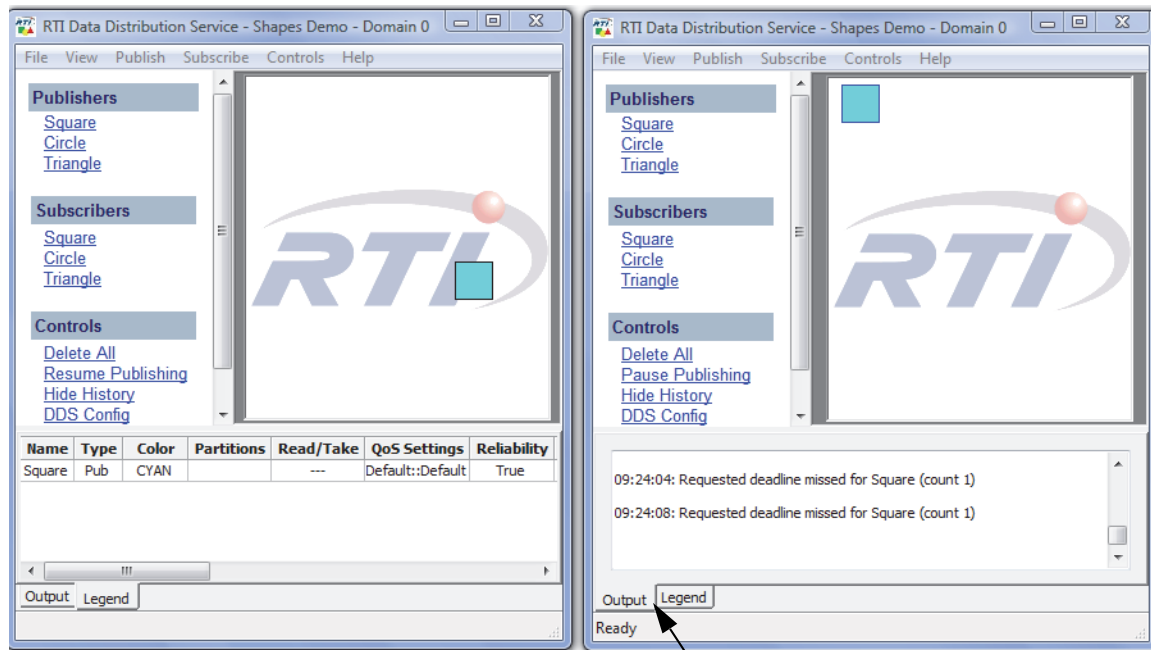 RTI Data Distribution Service - Shapes Demo - Domain 0
File View Publish Subscribe Controls Help
Publishers
Square
Circle
Triangle
Subscribers
Square
Circle
Triangle
Controls
Delete All
Resume Publishing
Hide History
DDS Config
RTI
Name Type Color Partitions Read/Take QoS Settings Reliability
Square Pub CYAN --- Default::Default True
Output Legend
RTI Data Distribution Service - Shapes Demo - Domain 0
File View Publish Subscribe Controls Help
Publishers
Square
Circle
Triangle
Subscribers
Square
Circle
Triangle
Controls
Delete All
Pause Publishing
Hide History
DDS Config
RTI
09:24:04: Requested deadline missed for Square (count 1)
09:24:08: Requested deadline missed for Square (count 1)
Output Legend
Ready